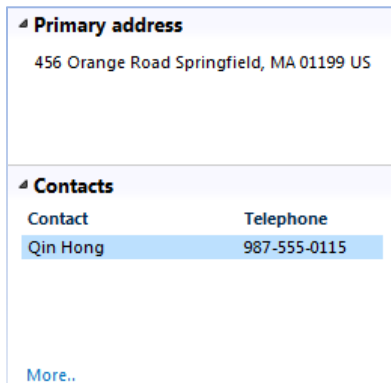 Primary address
456 Orange Road Springfield, MA 01199 US
Contacts
Contact Telephone
Qin Hong 987-555-0115
More..